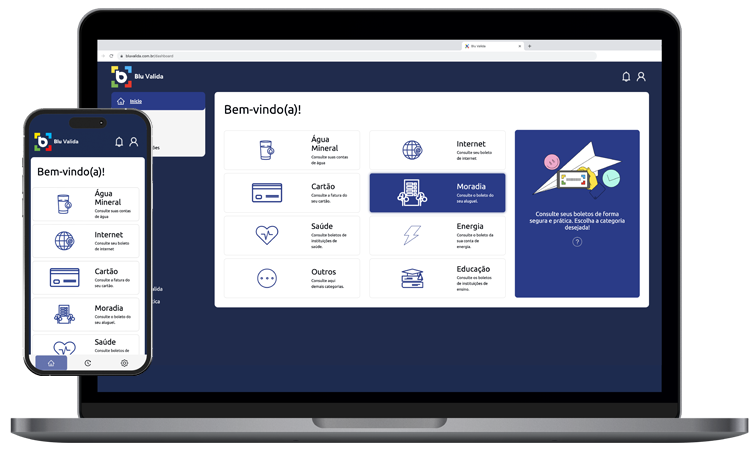 Blu Valida
bluvalida.com.br/dashboard
Blu Valida
Início
ões
alida
ica
Bem-vindo(a)!
Água
Mineral
Consulte suas contas
de água
Internet
Consulte seu boleto
de internet
Cartão
Consulte a fatura do
seu cartão.
Moradia
Consulte o boleto do
seu aluguel.
Saúde
Consulte boletos de
instituições de
saúde.
Energia
Consulte o boleto da
sua conta de
energia.
Outros
Consulte aqui
demais categorias.
Educação
Consulte os boletos
de instituições de
ensino.
Consulte seus boletos de forma
segura e prática. Escolha a categoria
desejada!
?
Blu Valida
Bem-vindo(a)!
Água
Mineral
Consulte suas contas
de água
Internet
Consulte seu boleto
de internet
Cartão
Consulte a fatura do
seu cartão.
Moradia
Consulte o boleto do
seu aluguel.
Saúde
Consulte boletos de